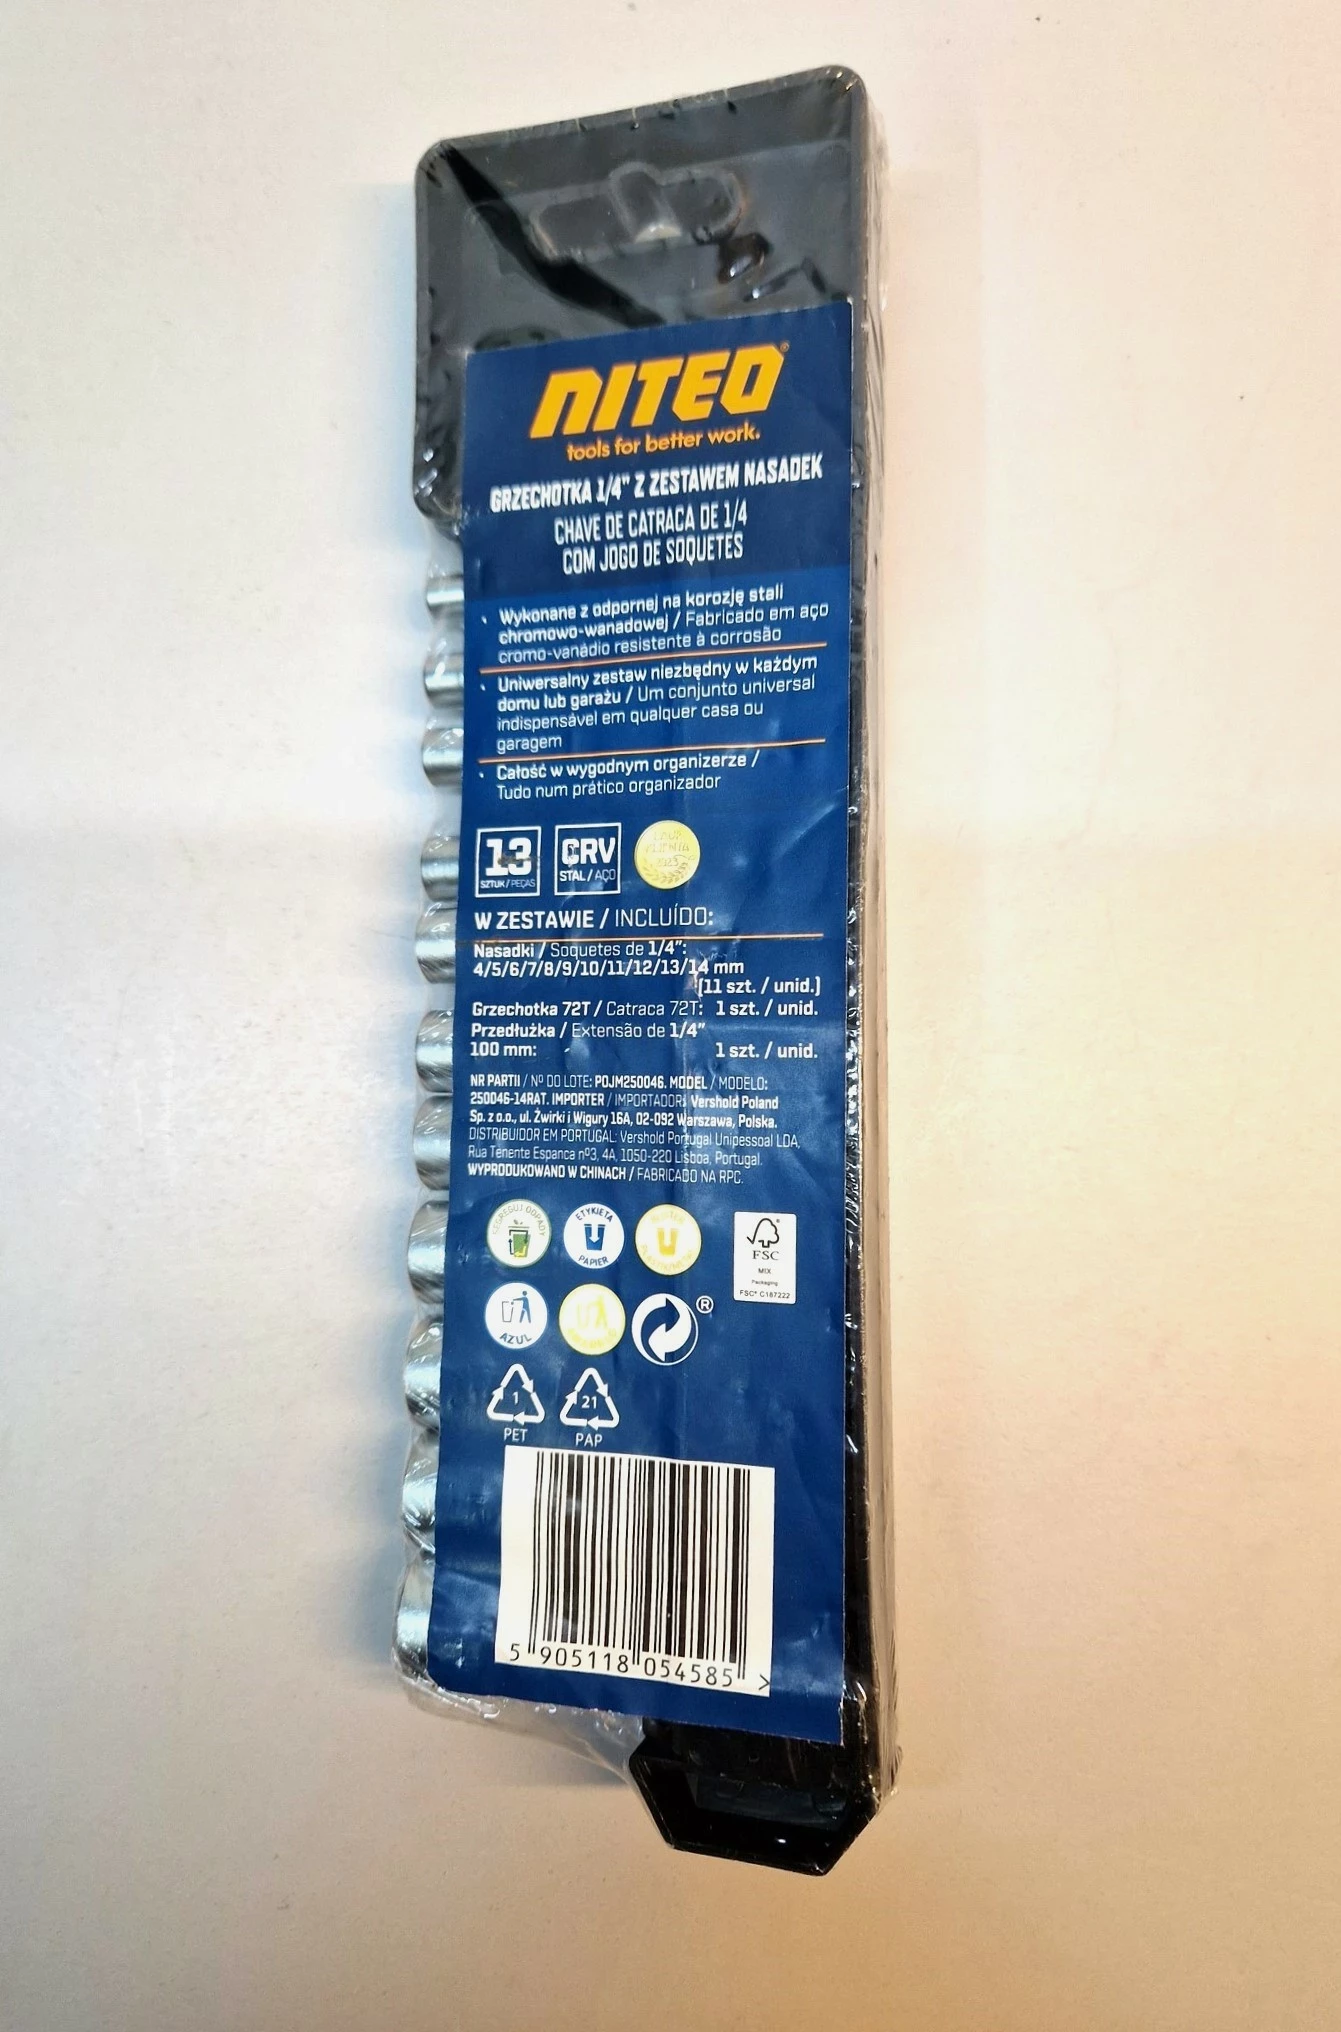 NITEO®
tools for better work.
GRZECHOTKA 1/4" Z ZESTAWEM NASADEK
CHAVE DE CATRACA DE 1/4
COM JOGO DE SOQUETES
• Wykonane z odpornej na korozję stali
chromowo-wanadowej / Fabricado em aço
cromo-vanádio resistente à corrosão
• Uniwersalny zestaw niezbędny w każdym
domu lub garażu / Um conjunto universal
indispensável em qualquer casa ou
garagem
• Całość w wygodnym organizerze /
Tudo num prático organizador
13
SZTUK / PEÇAS
CRV
STAL / AÇO
W ZESTAWIE / INCLUÍDO:
Nasadki / Soquetes de 1/4":
4/5/6/7/8/9/10/11/12/13/14 mm
(11 szt. / unid.)
Grzechotka 72T / Catraca 72T: 1 szt. / unid.
Przedłużka / Extensão de 1/4"
100 mm: 1 szt. / unid.
NR PARTII / Nº DO LOTE: POJM250046. MODEL / MODELO:
250046-14RAT. IMPORTER / IMPORTADOR: Vershold Poland
Sp. z o.o., ul. Żwirki i Wigury 16A, 02-092 Warszawa, Polska.
DISTRIBUIDOR EM PORTUGAL: Vershold Portugal Unipessoal LDA,
Rua Tenente Espanca nº3, 4A, 1050-220 Lisboa, Portugal.
WYPRODUKOWANO W CHINACH / FABRICADO NA RPC.
SEGREGUJ ODPADY
ETYKIETA
PAPIER
FSC
MIX
Packaging
FSC® C187222
AZUL
®
1
PET
21
PAP
5 905118 054585 >